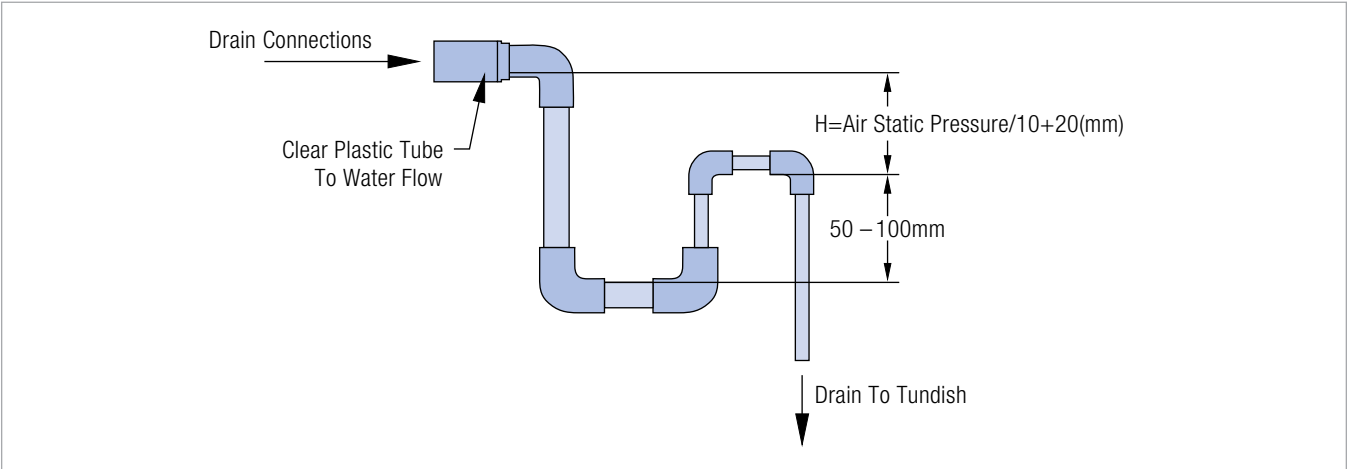 Drain Connections
Clear Plastic Tube
To Water Flow
H=Air Static Pressure/10+20(mm)
50 –100mm
Drain To Tundish